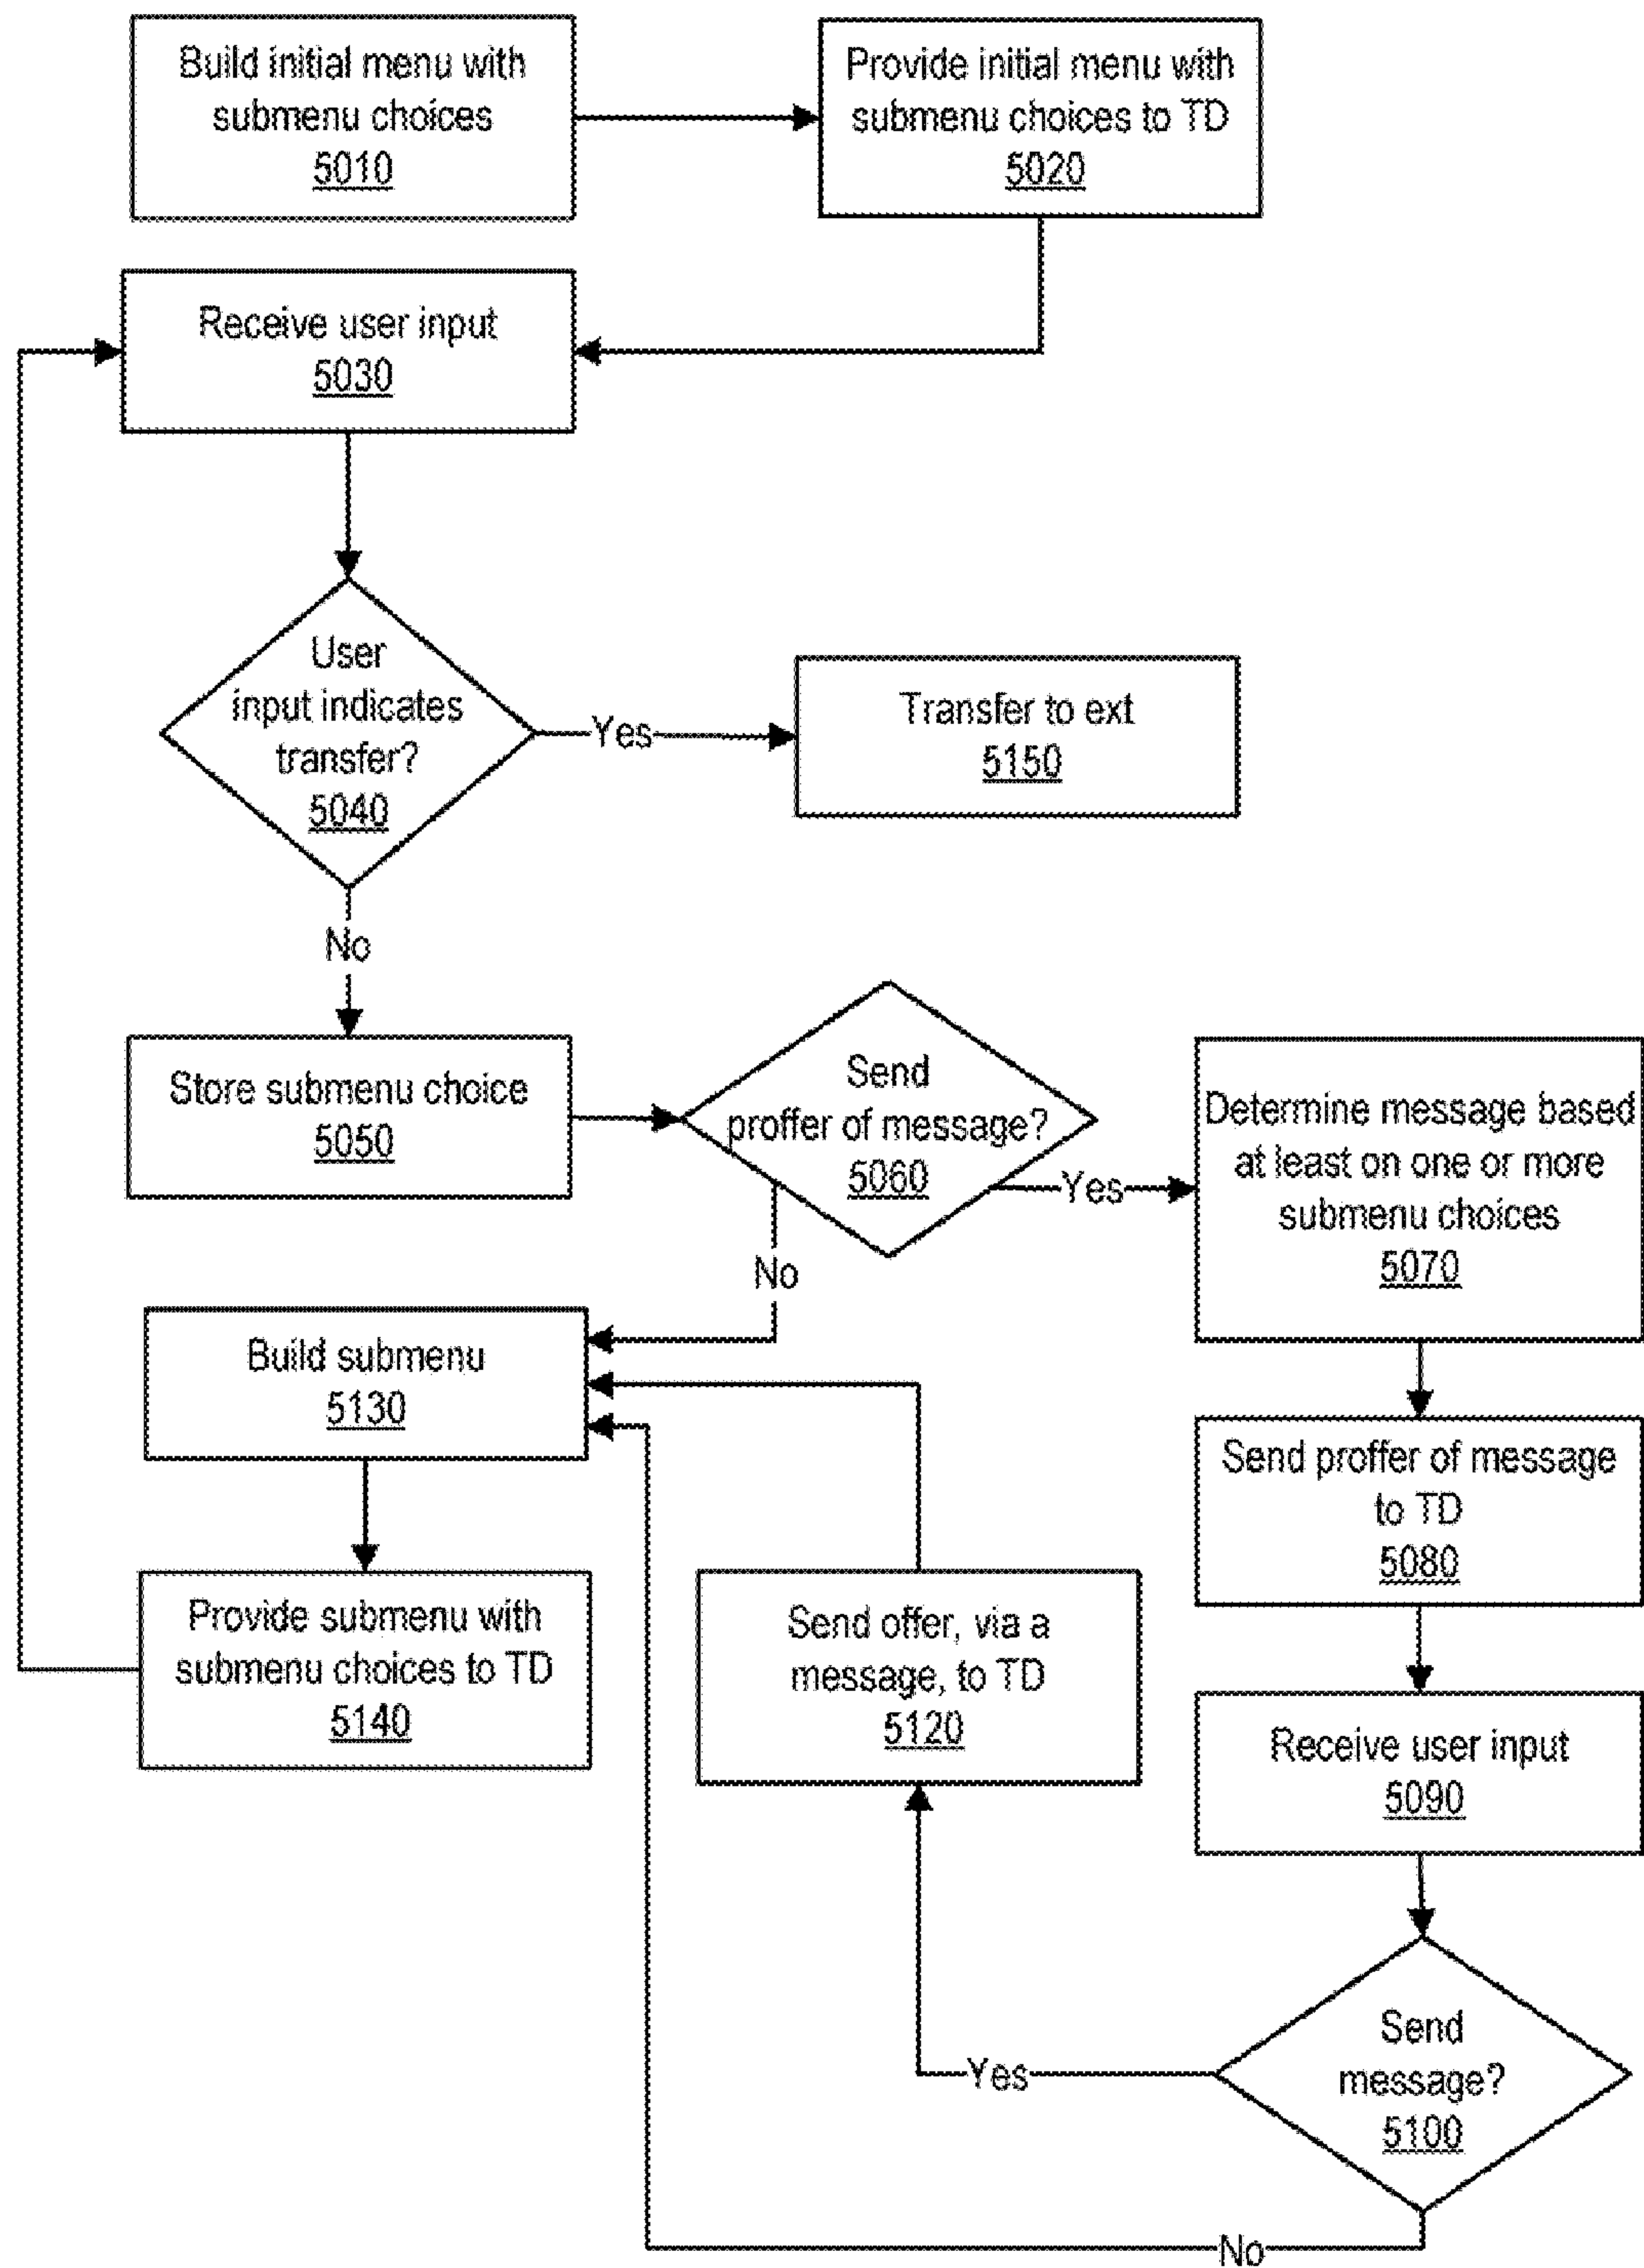 Build initial menu with
submenu choices
5010
Provide initial menu with
submenu choices to TD
5020
Receive user input
5030
User
input indicates
transfer?
5040
Yes
Transfer to ext
5150
No
Store submenu choice
5050
Send
proffer of message?
5060
Yes
No
Determine message based
at least on one or more
submenu choices
5070
Build submenu
5130
Send proffer of message
to TD
5080
Provide submenu with
submenu choices to TD
5140
Send offer, via a
message, to TD
5120
Receive user input
5090
Send
message?
5100
Yes
No